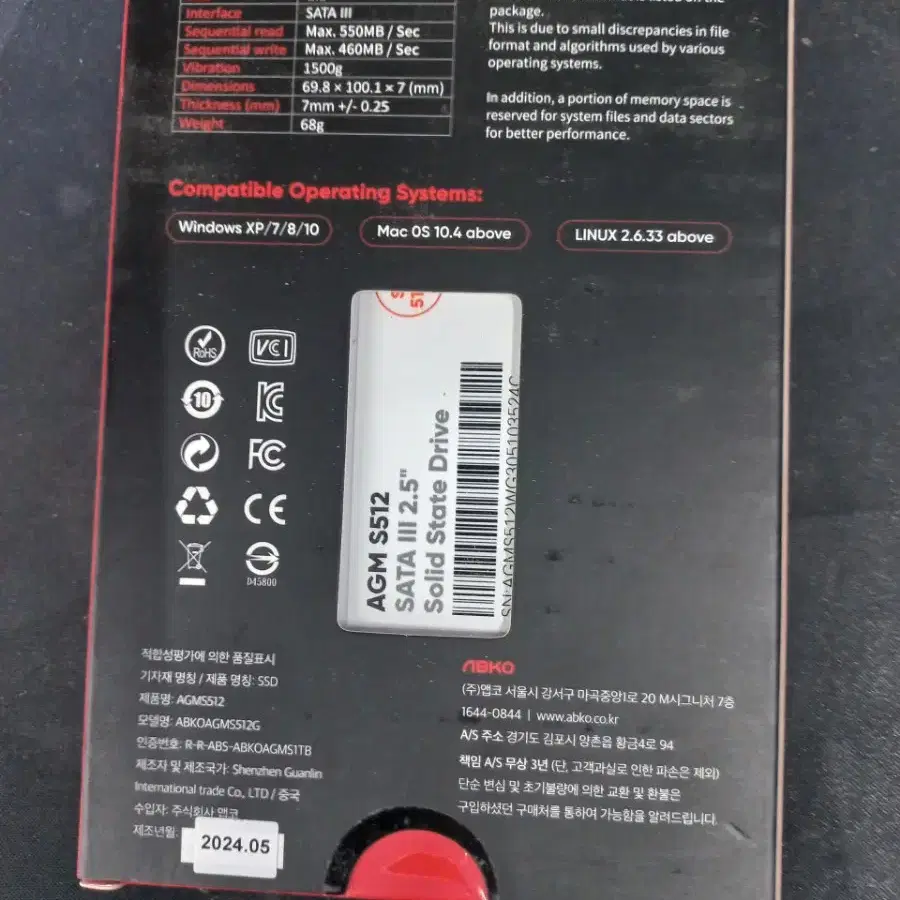 Interface SATA III
Sequential read Max. 550MB / Sec
Sequential write Max. 460MB / Sec
Vibration 1500g
Dimensions 69.8 × 100.1 × 7 (mm)
Thickness (mm) 7mm +/- 0.25
Weight 68g
package.
This is due to small discrepancies in file
format and algorithms used by various
operating systems.
In addition, a portion of memory space is
reserved for system files and data sectors
for better performance.
Compatible Operating Systems:
Windows XP/7/8/10
Mac OS 10.4 above
LINUX 2.6.33 above
RoHS
VCI
10
FC
CE
D45800
AGM S512
SATA III 2.5"
Solid State Drive
SN:AGMS512WG305103524C
적합성평가에 의한 품질표시
기자재 명칭 / 제품 명칭: SSD
제품명: AGMS512
모델명: ABKOAGMS512G
인증번호: R-R-ABS-ABKOAGMS1TB
제조자 및 제조국가: Shenzhen Guanlin
International trade Co., LTD / 중국
수입자: 주식회사 앱코
제조년월:
2024.05
ABKO
(주)앱코 서울시 강서구 마곡중앙1로 20 M시그니처 7층
1644-0844 | www.abko.co.kr
A/S 주소 경기도 김포시 양촌읍 황금4로 94
책임 A/S 무상 3년 (단, 고객과실로 인한 파손은 제외)
단순 변심 및 초기불량에 의한 교환 및 환불은
구입하셨던 구매처를 통하여 가능함을 알려드립니다.